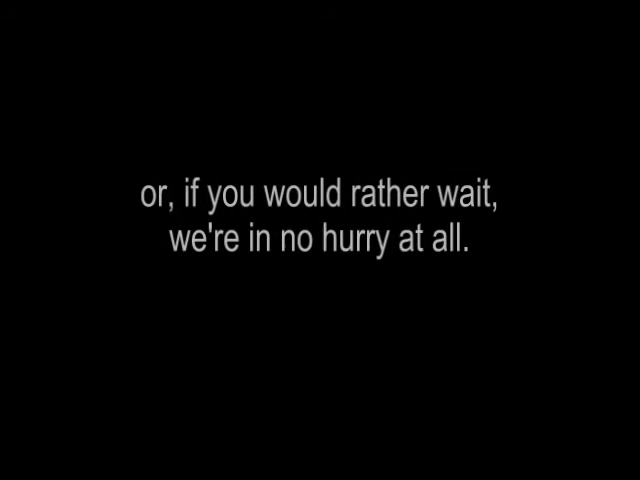 or, if you would rather wait,
we're in no hurry at all.